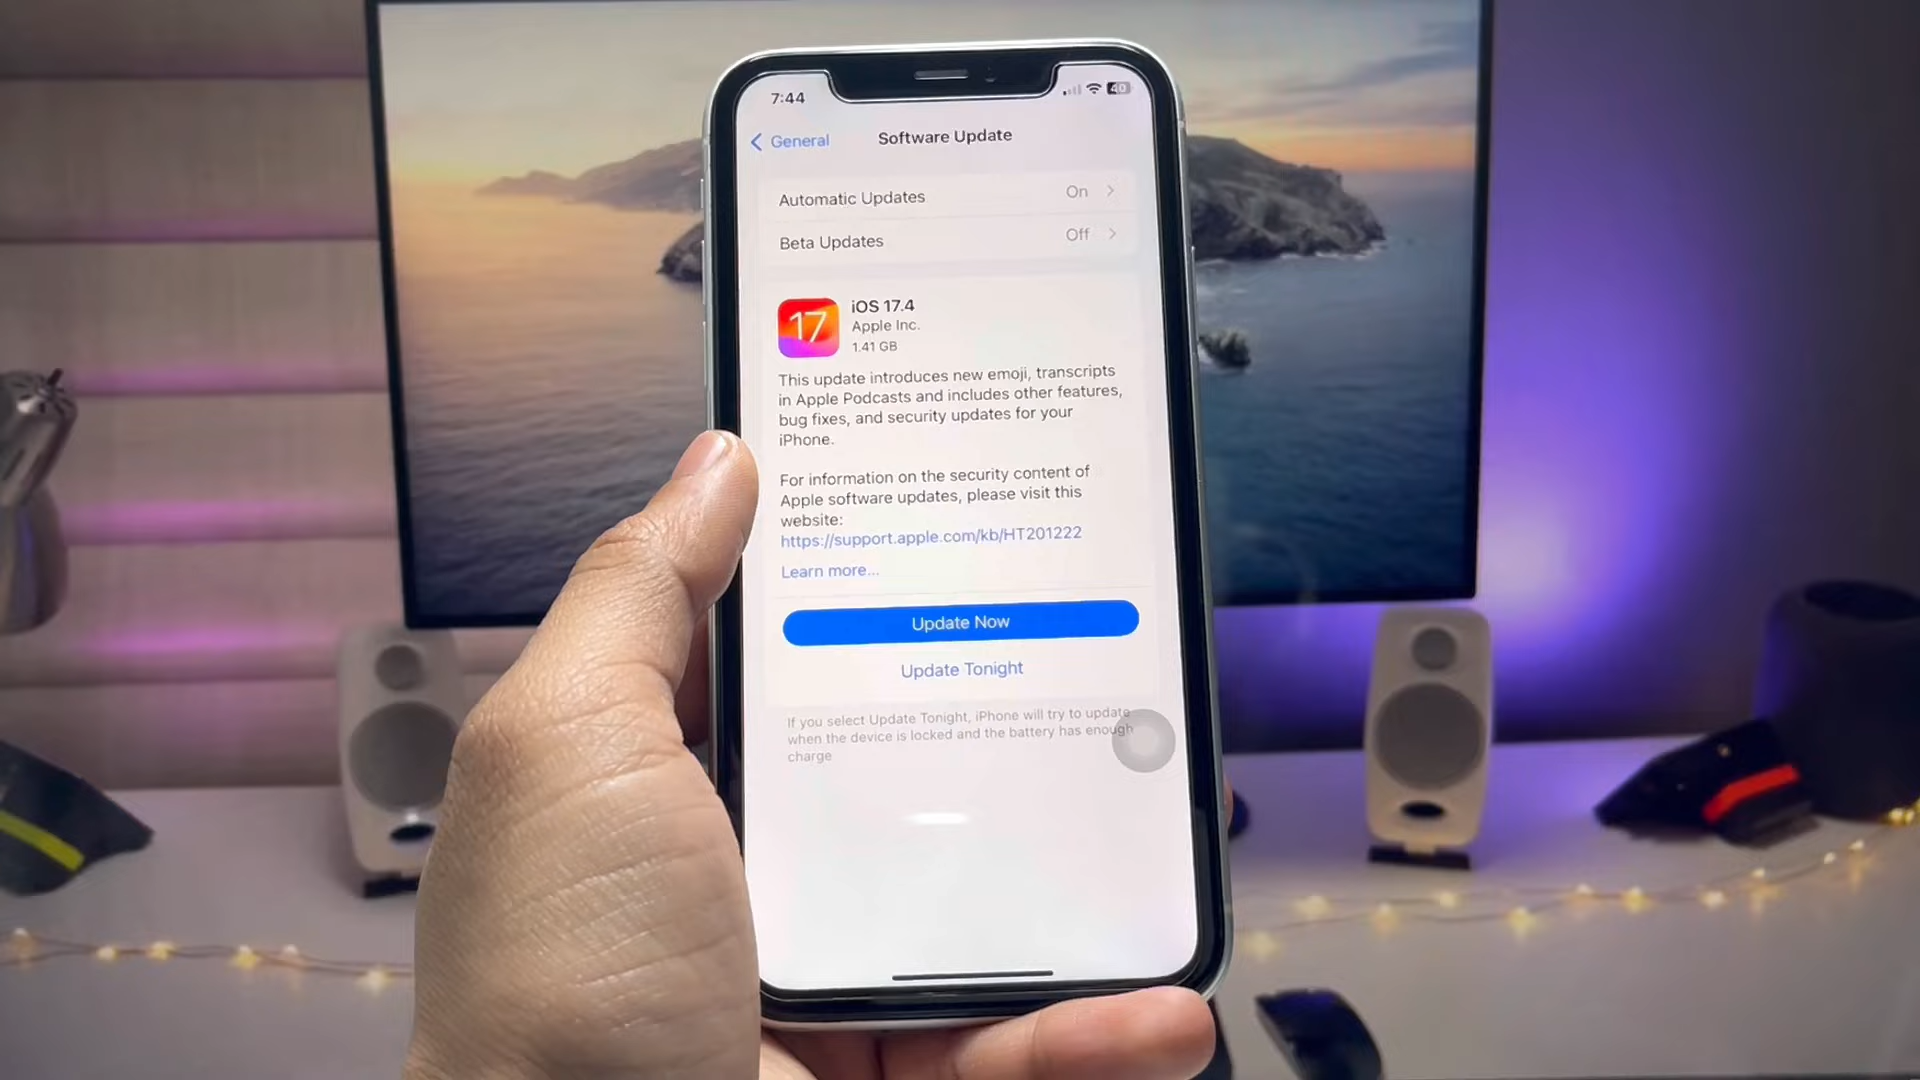 7:44
40
General
Software Update
Automatic Updates On
Beta Updates Off
17
iOS 17.4
Apple Inc.
1.41 GB
This update introduces new emoji, transcripts
in Apple Podcasts and includes other features,
bug fixes, and security updates for your
iPhone.
For information on the security content of
Apple software updates, please visit this
website:
https://support.apple.com/kb/HT201222
Learn more...
Update Now
Update Tonight
If you select Update Tonight, iPhone will try to update
when the device is locked and the battery has enough
charge